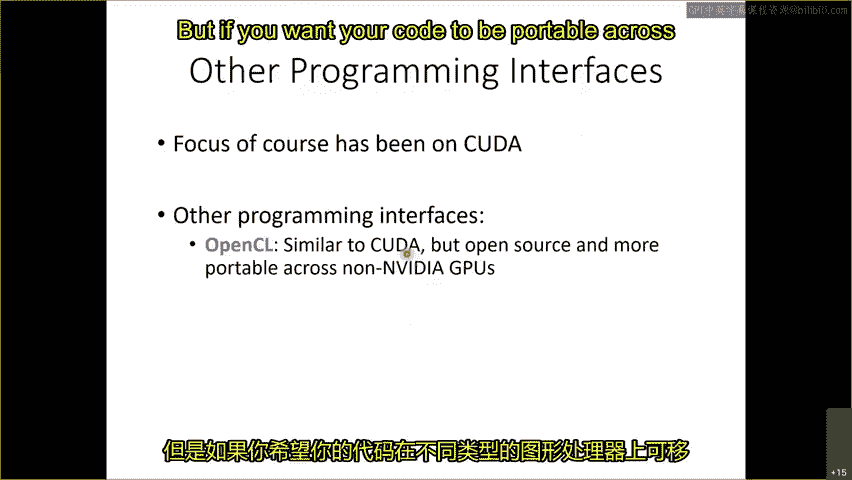 But if you want your code to be portable across
Other Programming Interfaces
• Focus of course has been on CUDA
• Other programming interfaces:
• OpenCL: Similar to CUDA, but open source and more
portable across non-NVIDIA GPUs
但是如果你希望你的代码在不同类型的图形处理器上可移
+15